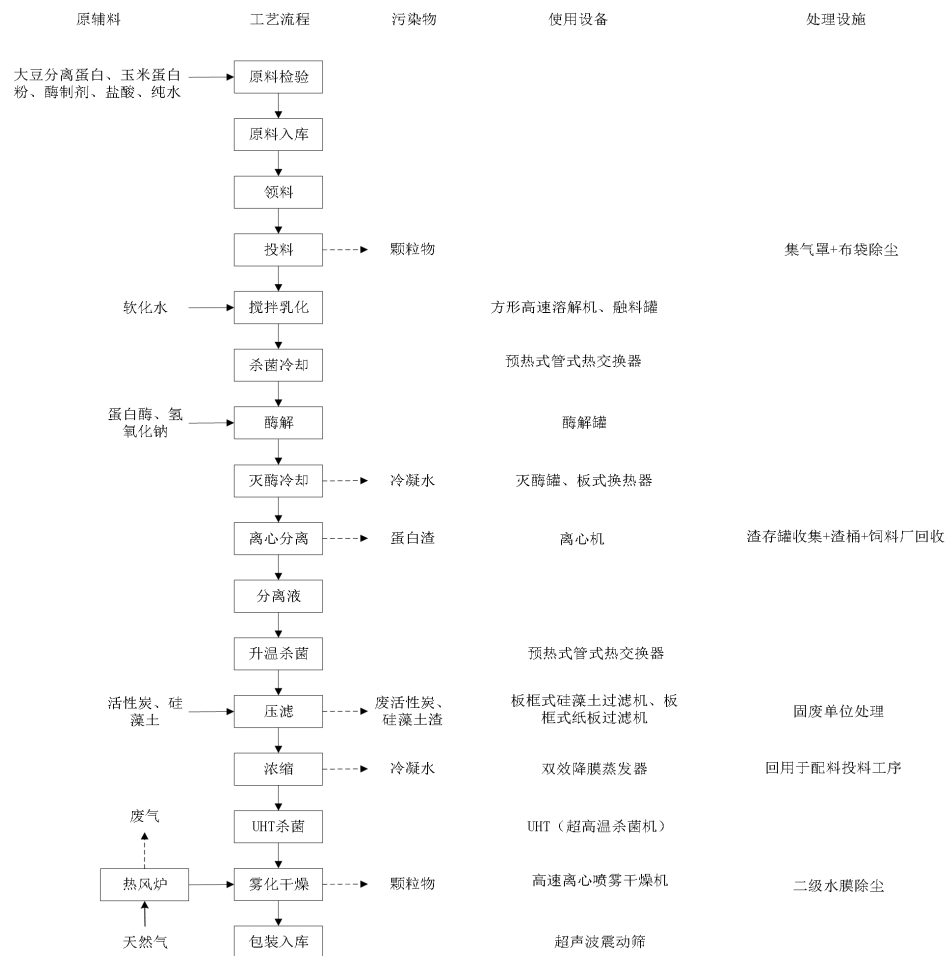 原辅料 工艺流程 污染物 使用设备 处理设施
大豆分离蛋白、玉米蛋白
粉、酶制剂、盐酸、纯水
原料检验
原料入库
领料
投料 颗粒物 集气罩+布袋除尘
软化水 搅拌乳化 方形高速溶解机、融料罐
杀菌冷却 预热式管式热交换器
蛋白酶、氢
氧化钠
酶解 酶解罐
灭酶冷却 冷凝水 灭酶罐、板式换热器
离心分离 蛋白渣 离心机 渣存罐收集+渣桶+饲料厂回收
分离液
升温杀菌 预热式管式热交换器
活性炭、硅
藻土
压滤
废活性炭、
硅藻土渣
板框式硅藻土过滤机、板
框式纸板过滤机
固废单位处理
浓缩 冷凝水 双效降膜蒸发器 回用于配料投料工序
废气
UHT杀菌 UHT（超高温杀菌机）
热风炉 雾化干燥 颗粒物 高速离心喷雾干燥机 二级水膜除尘
天然气 包装入库 超声波震动筛